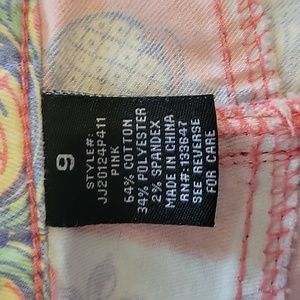 9
STYLE#:
JJ20124P411
PINK
64% COTTON
34% POLYESTER
2% SPANDEX
MADE IN CHINA
RN#:133647
SEE REVERSE
FOR CARE